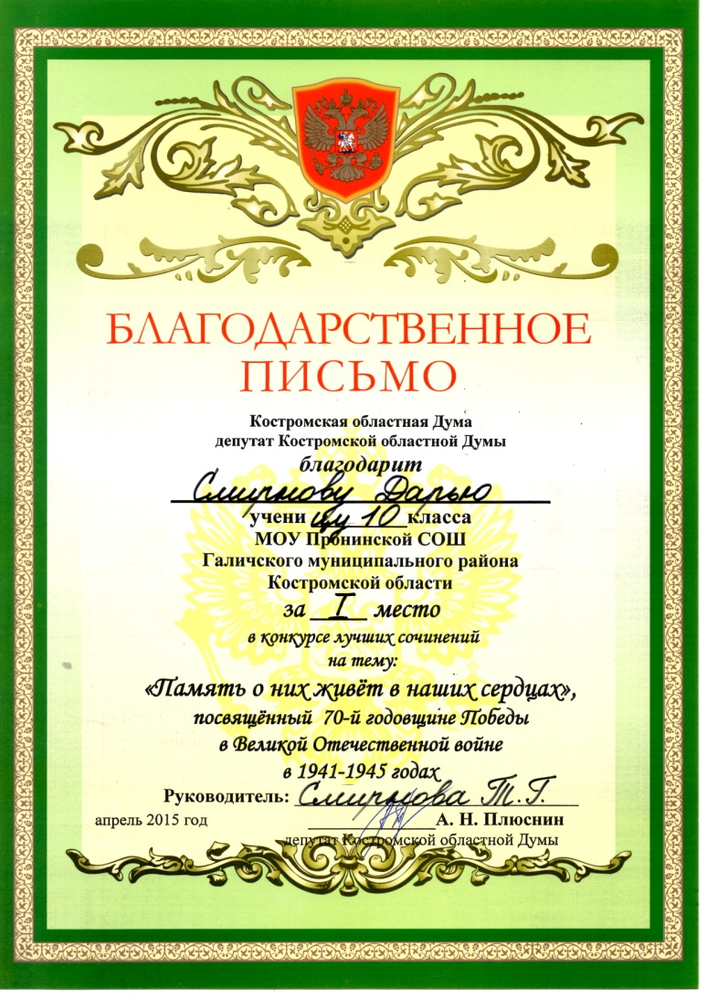 БЛАГОДАРСТВЕННОЕ
ПИСЬМО
Костромская областная Дума
депутат Костромской областной Думы
благодарит
Смирнову Дарью
ученицу 10 класса
МОУ Пронинской СОШ
Галичского муниципального района
Костромской области
за I место
в конкурсе лучших сочинений
на тему:
«Память о них живёт в наших сердцах»,
посвящённый 70-й годовщине Победы
в Великой Отечественной войне
в 1941-1945 годах
Руководитель: Смирнова Т.Г.
апрель 2015 год А. Н. Плюснин
депутат Костромской областной Думы